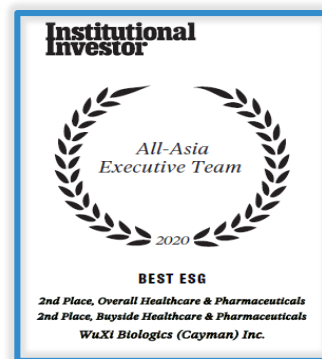 Institutional
Investor
All-Asia
Executive Team
2020
BEST ESG
2nd Place, Overall Healthcare & Pharmaceuticals
2nd Place, Buyside Healthcare & Pharmaceuticals
WuXi Biologics (Cayman) Inc.